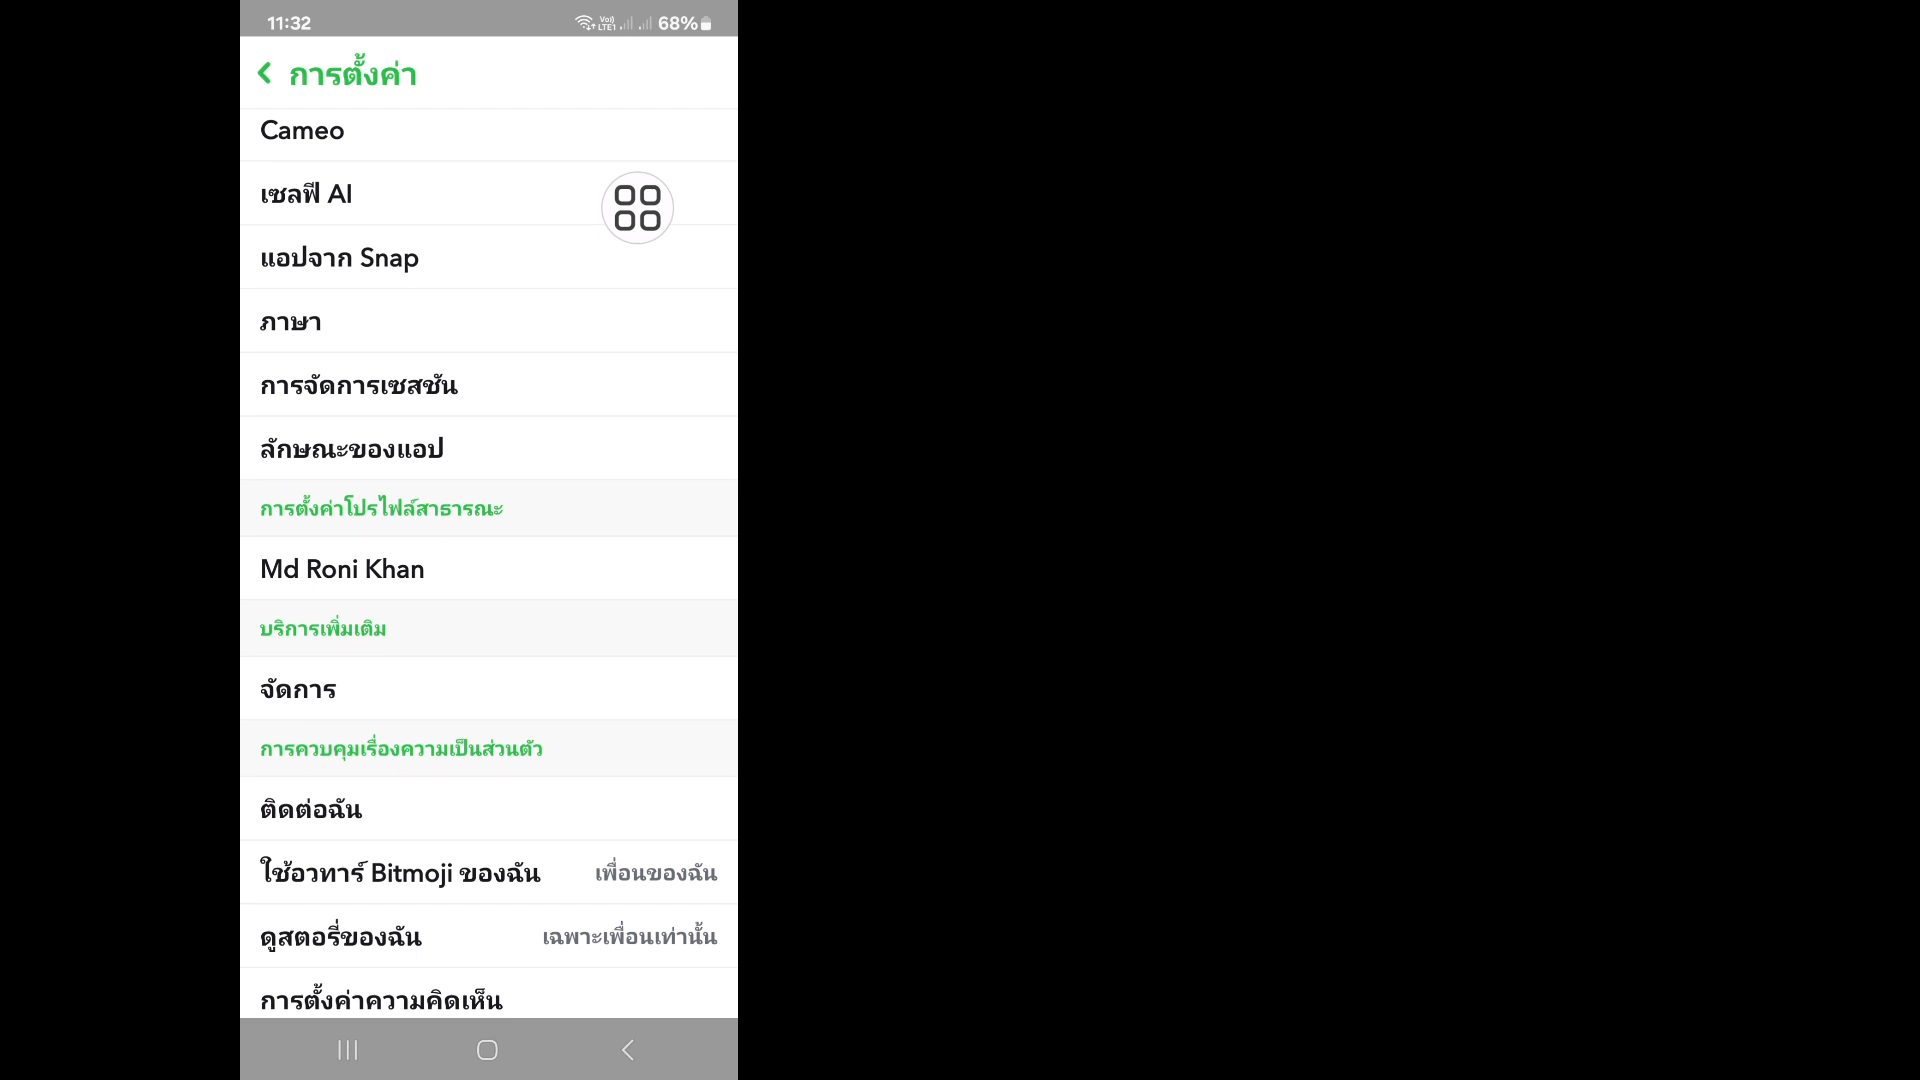 11:32 Vo)) LTE1 68%
การตั้งค่า
Cameo
เซลฟี AI
แอปจาก Snap
ภาษา
การจัดการเซสชัน
ลักษณะของแอป
การตั้งค่าโปรไฟล์สาธารณะ
Md Roni Khan
บริการเพิ่มเติม
จัดการ
การควบคุมเรื่องความเป็นส่วนตัว
ติดต่อฉัน
ใช้อวทาร์ Bitmoji ของฉัน เพื่อนของฉัน
ดูสตอรี่ของฉัน เฉพาะเพื่อนเท่านั้น
การตั้งค่าความคิดเห็น